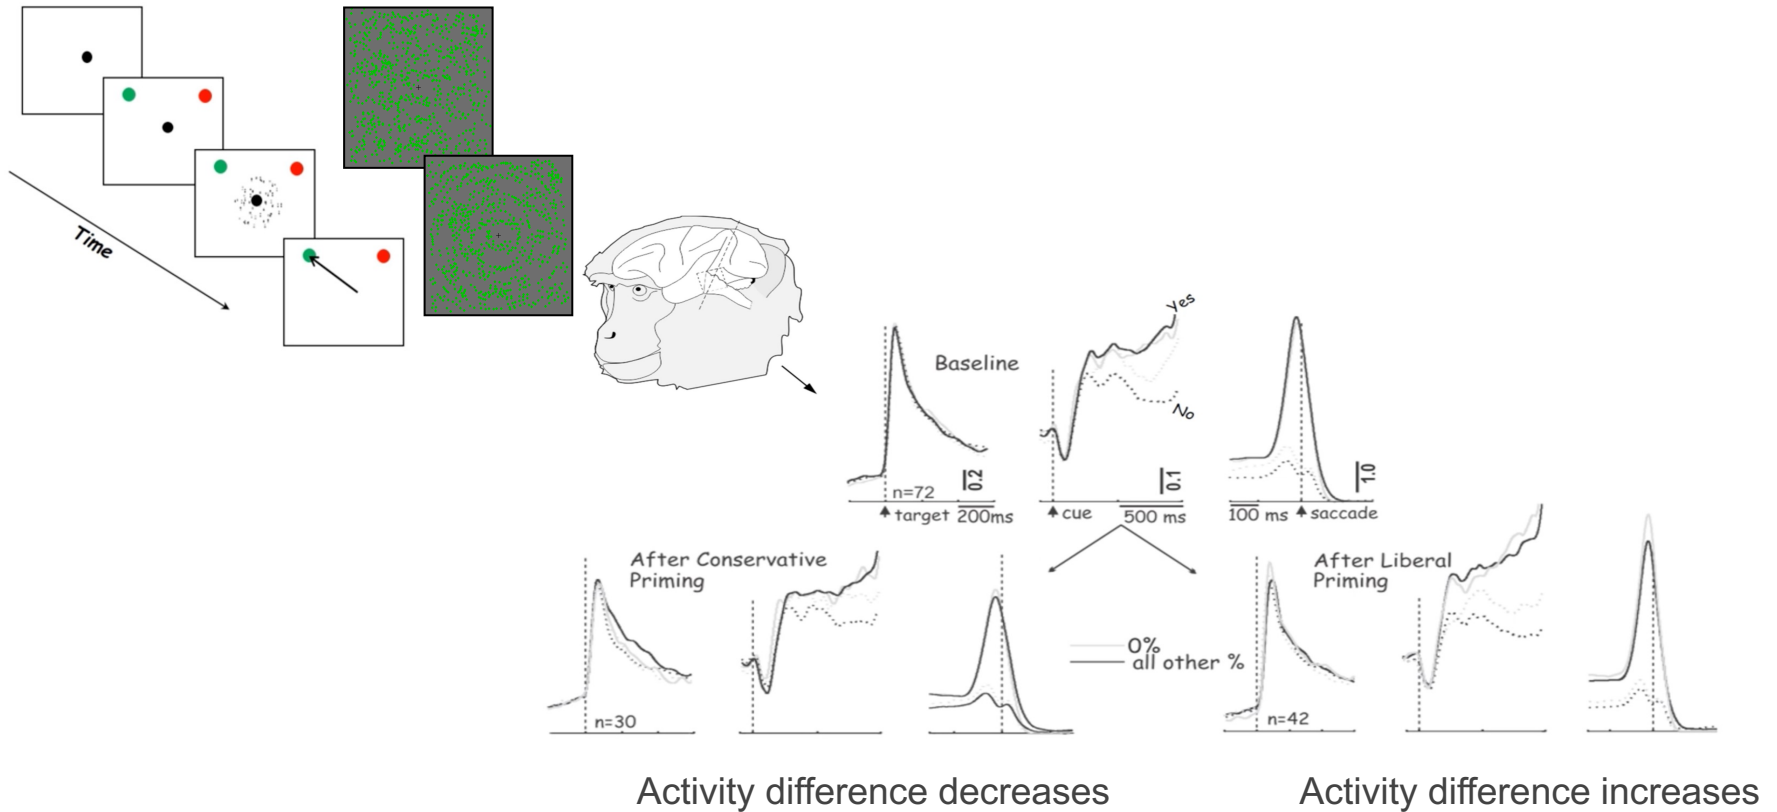 Time
Baseline
Yes
No
n=72
0.2
0.1
1.0
target 200ms
cue
500 ms
100 ms
saccade
After Conservative
Priming
After Liberal
Priming
0%
all other %
n=30
n=42
Activity difference decreases
Activity difference increases